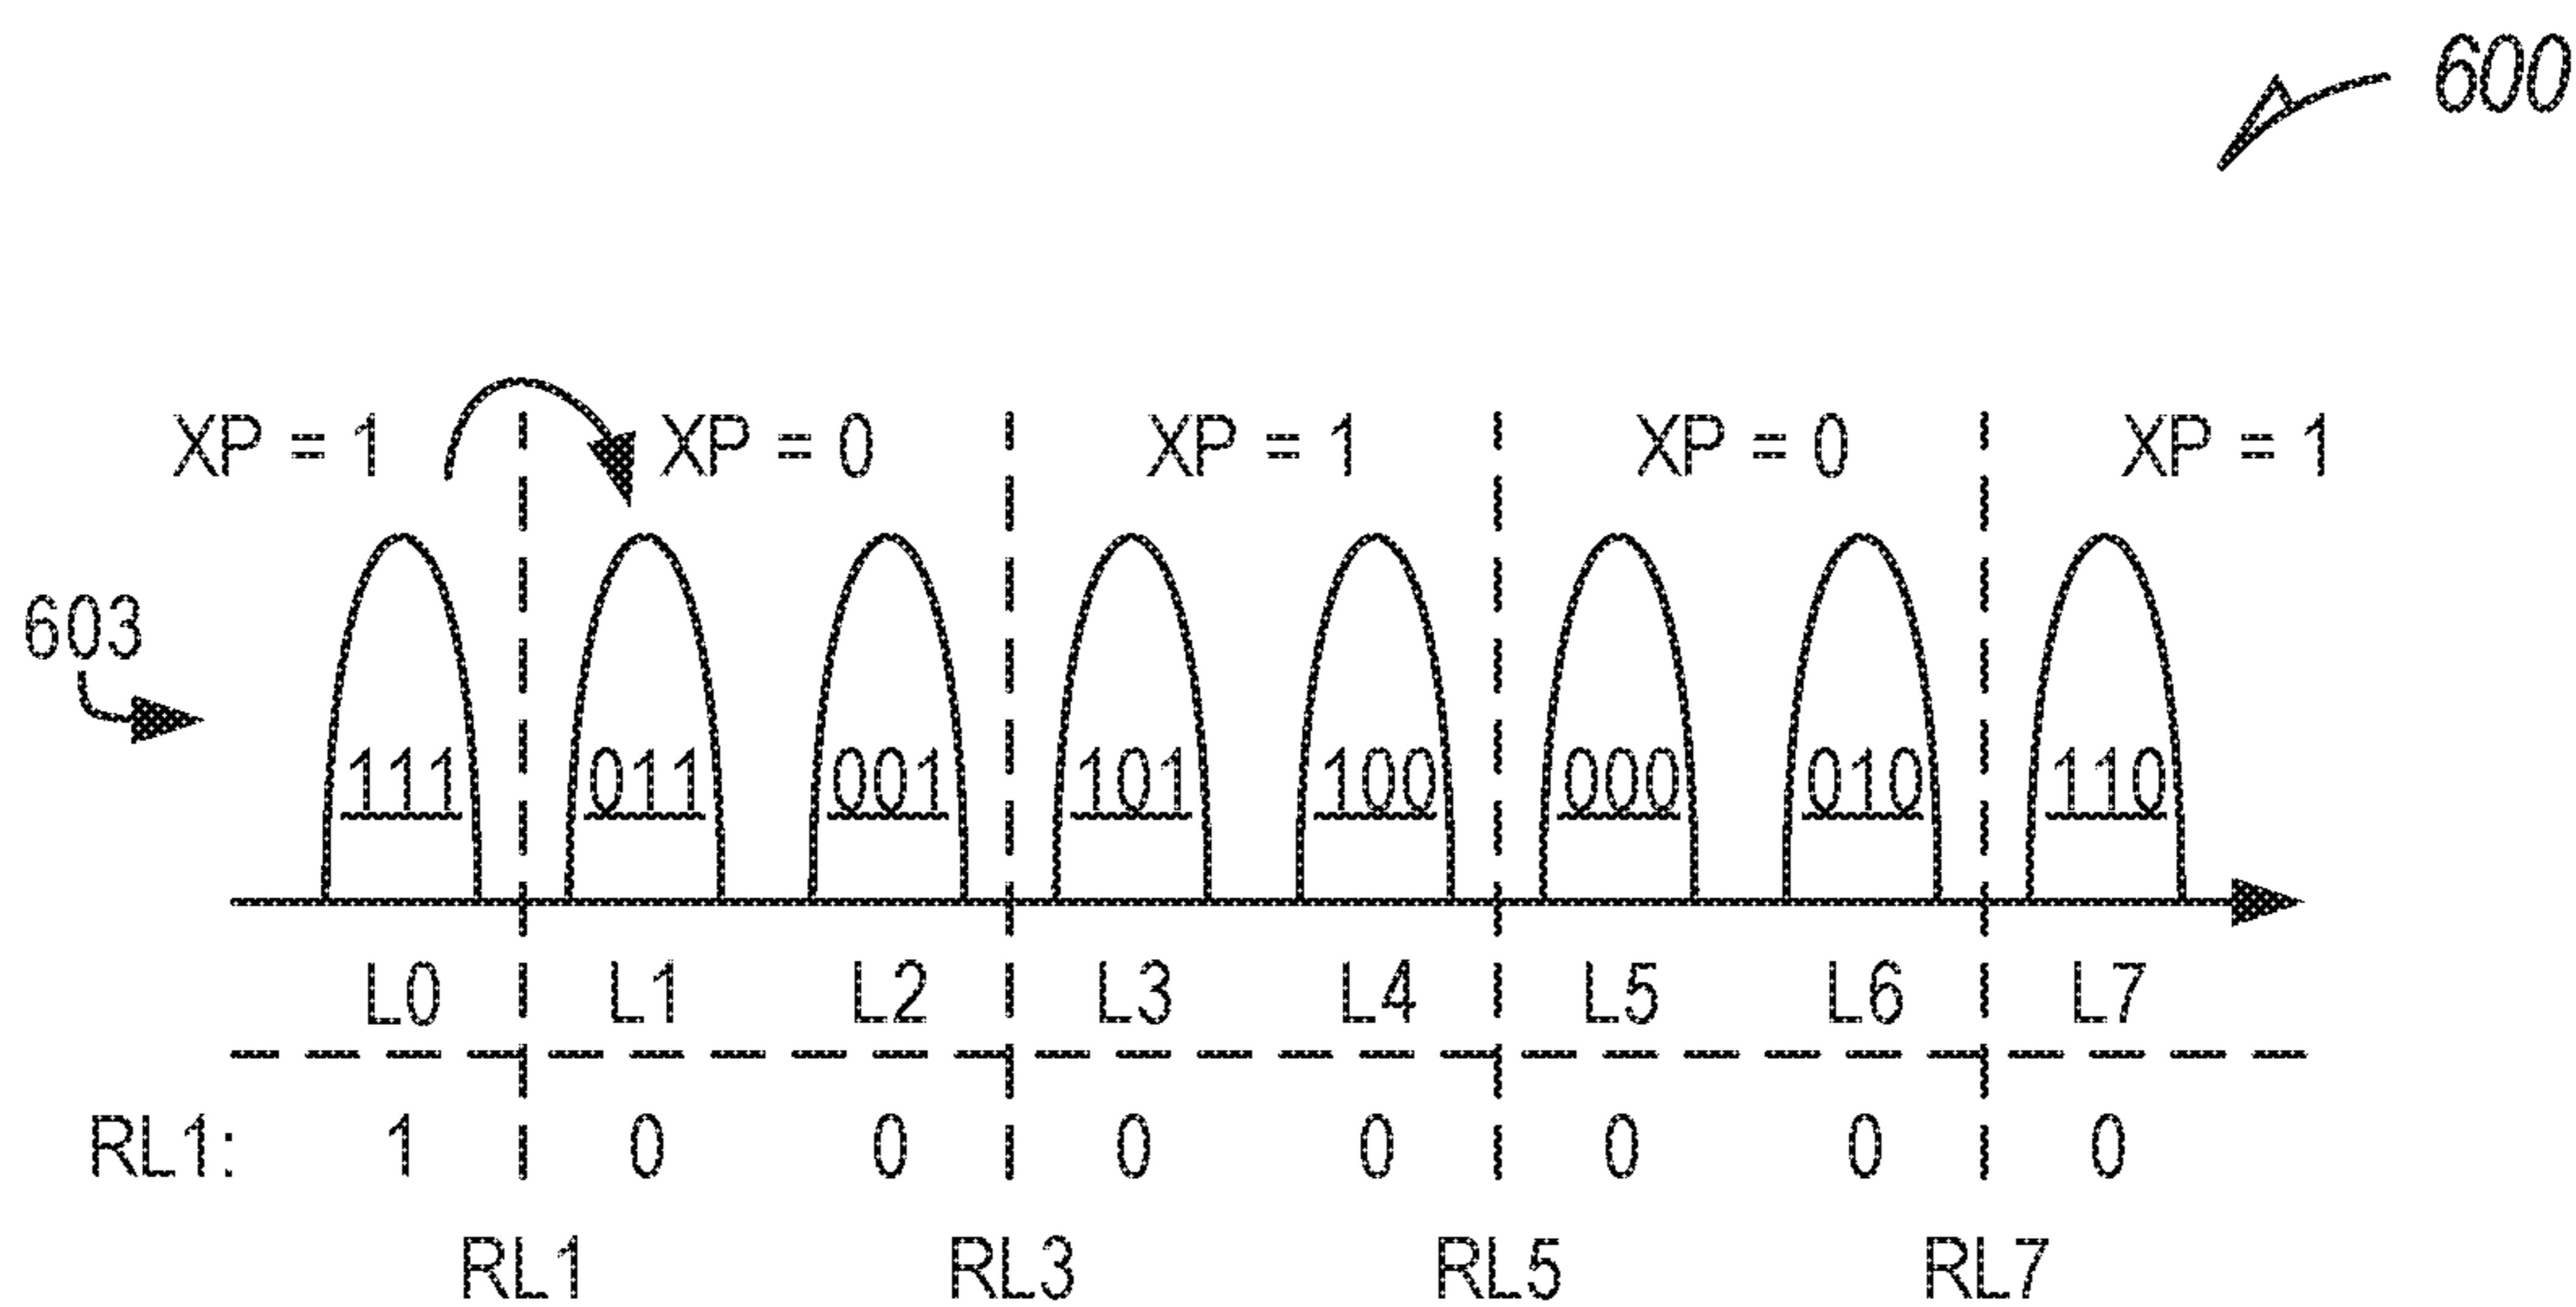 600
XP = 1 XP = 0 XP = 1 XP = 0 XP = 1
603
111 011 001 101 100 000 010 110
L0 L1 L2 L3 L4 L5 L6 L7
RL1: 1 0 0 0 0 0 0 0
RL1 RL3 RL5 RL7